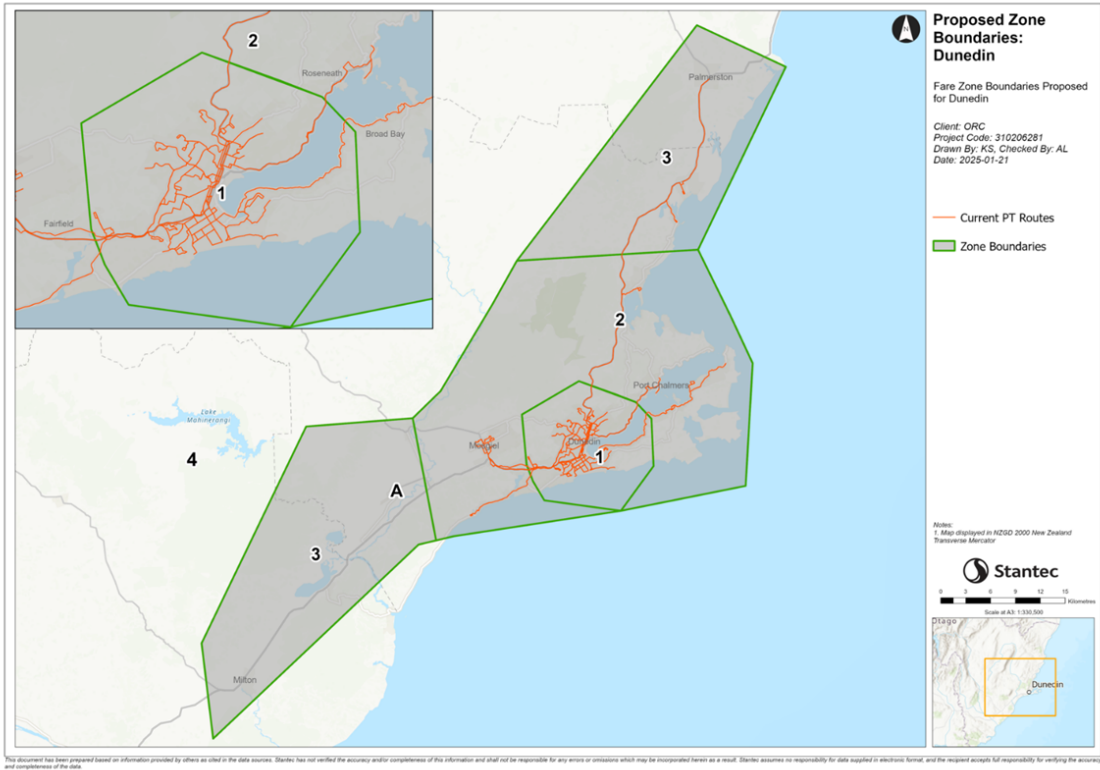 Proposed Zone
Boundaries:
Dunedin
Fare Zone Boundaries Proposed
for Dunedin
Client: ORC
Project Code: 310206281
Drawn By: KS, Checked By: AL
Date: 2025-01-21
Current PT Routes
Zone Boundaries
Notes:
1. Map displayed in NZGD 2000 New Zealand
Transverse Mercator
Stantec
0 3 6 9 12 15
Kilometres
Scale at A3: 1:330,500
Otago
Dunedin
N
2
Roseneath
Broad Bay
1
Fairfield
Palmerston
3
2
Port Chalmers
Mosgiel
Dunedin
1
Lake
Mahinerangi
4
A
3
Milton
This document has been prepared based on information provided by others as cited in the data sources. Stantec has not verified the accuracy and/or completeness of this information and shall not be responsible for any errors or omissions which may be incorporated herein as a result. Stantec assumes no responsibility for data supplied in electronic format, and the recipient accepts full responsibility for verifying the accuracy
and completeness of the data.